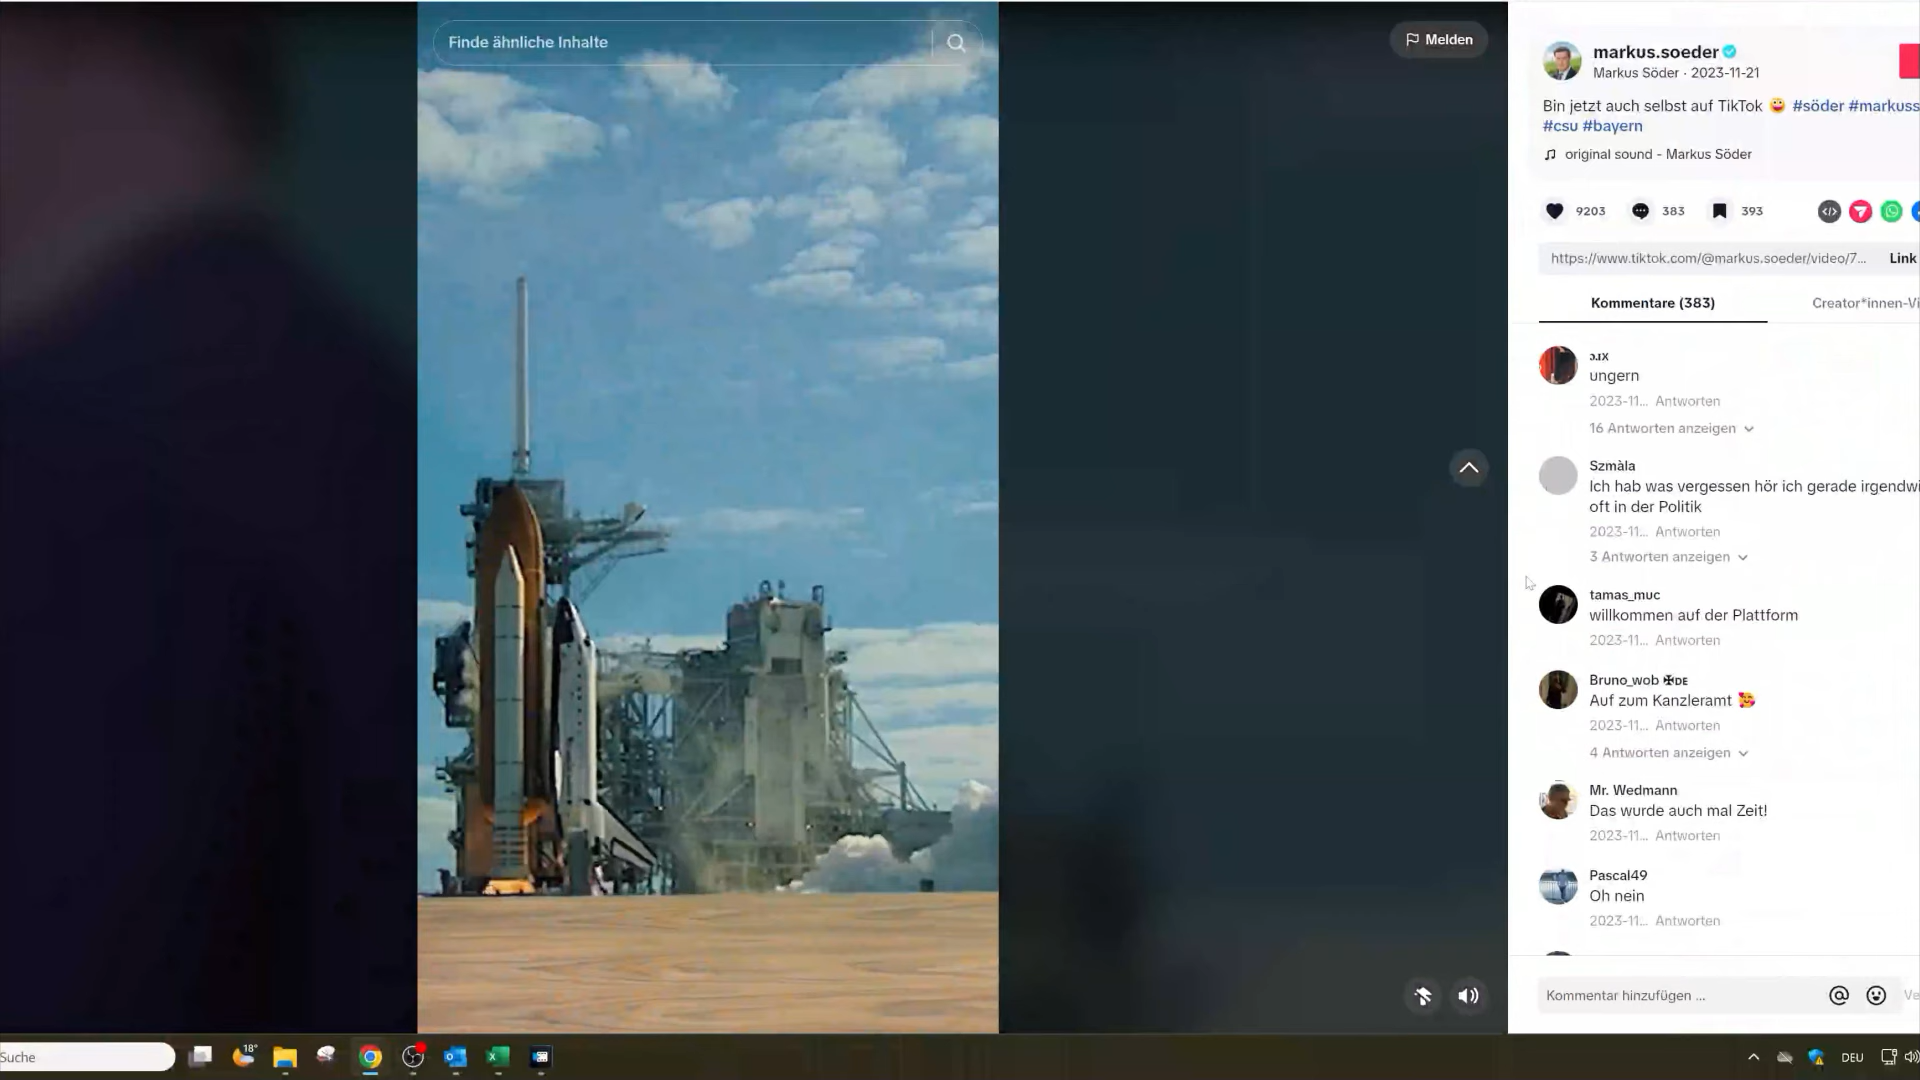 Finde ähnliche Inhalte
Melden
markus.soeder
Markus Söder · 2023-11-21
Bin jetzt auch selbst auf TikTok 😀 #söder #markuss
#csu #bayern
original sound - Markus Söder
9203
383
393
https://www.tiktok.com/@markus.soeder/video/7...
Link
Kommentare (383)
Creator*innen-Vi
ungern
2023-11... Antworten
16 Antworten anzeigen
Szmàla
Ich hab was vergessen hör ich gerade irgendwi
oft in der Politik
2023-11... Antworten
3 Antworten anzeigen
tamas_muc
willkommen auf der Plattform
2023-11... Antworten
Bruno_wob ✠DE
Auf zum Kanzleramt 🥰
2023-11... Antworten
4 Antworten anzeigen
Mr. Wedmann
Das wurde auch mal Zeit!
2023-11... Antworten
Pascal49
Oh nein
2023-11... Antworten
Kommentar hinzufügen ...
Ve
Suche
18°
DEU